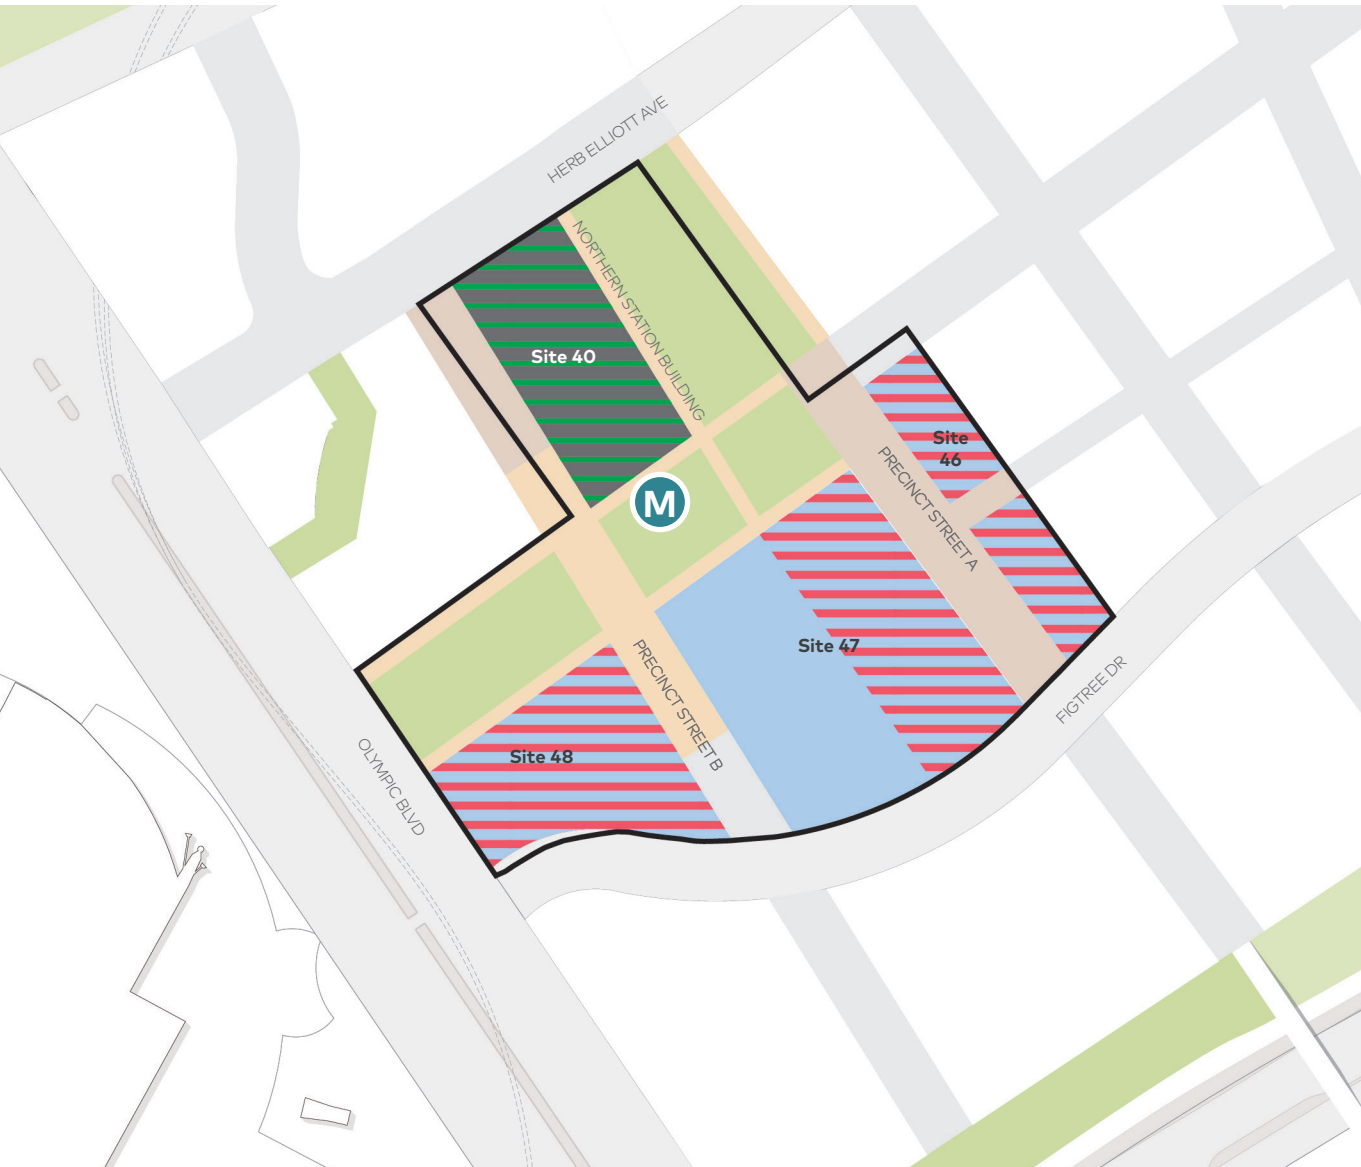 HERB ELLIOTT AVE
NORTHERN STATION BUILDING
Site 40
Site
46
PRECINCT STREET A
M
Site 47
PRECINCT STREET B
FIGTREE DR
Site 48
OLYMPIC BLVD